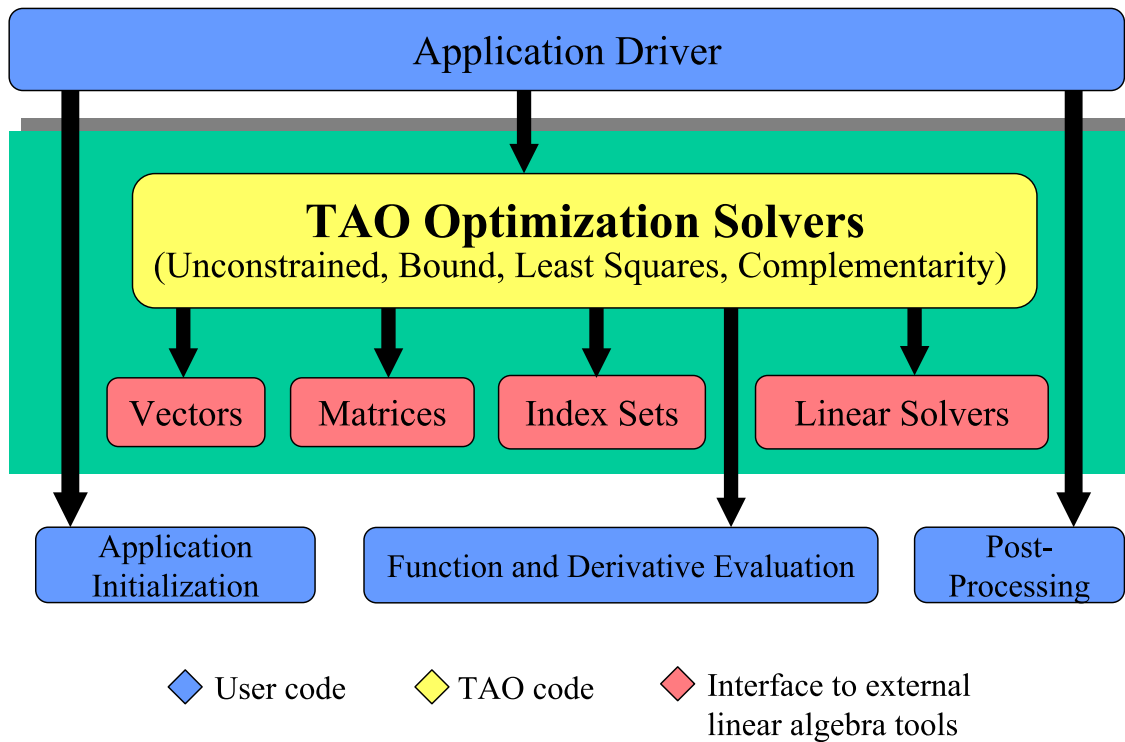 Application Driver
TAO Optimization Solvers
(Unconstrained, Bound, Least Squares, Complementarity)
Vectors
Matrices
Index Sets
Linear Solvers
Application
Initialization
Function and Derivative Evaluation
Post-
Processing
User code
TAO code
Interface to external
linear algebra tools